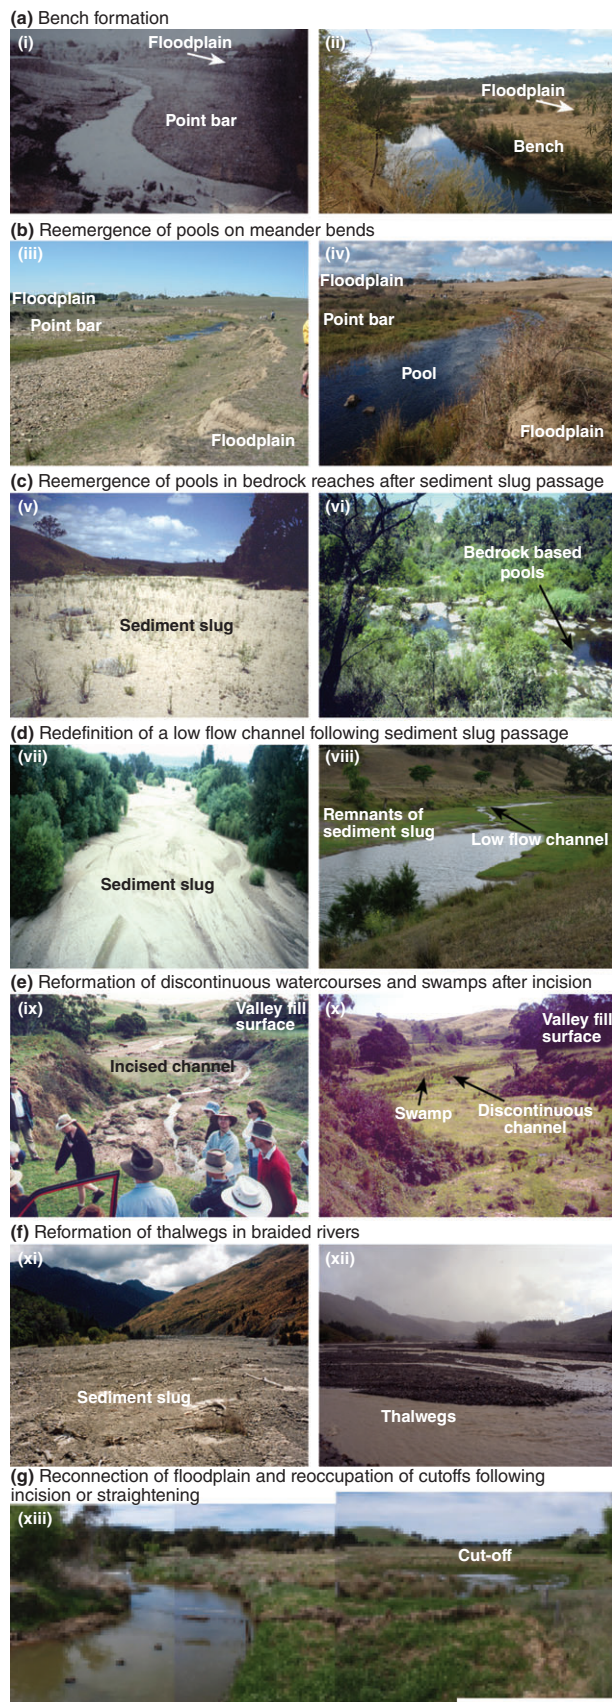 (a) Bench formation
(i)
Floodplain
Point bar
(ii)
Floodplain
Bench
(b) Reemergence of pools on meander bends
(iii)
Floodplain
Point bar
Floodplain
(iv)
Floodplain
Point bar
Pool
Floodplain
(c) Reemergence of pools in bedrock reaches after sediment slug passage
(v)
Sediment slug
(vi)
Bedrock based
pools
(d) Redefinition of a low flow channel following sediment slug passage
(vii)
Sediment slug
(viii)
Remnants of
sediment slug
Low flow channel
(e) Reformation of discontinuous watercourses and swamps after incision
(ix)
Valley fill
surface
Incised channel
(x)
Valley fill
surface
Swamp
Discontinuous
channel
(f) Reformation of thalwegs in braided rivers
(xi)
Sediment slug
(xii)
Thalwegs
(g) Reconnection of floodplain and reoccupation of cutoffs following
incision or straightening
(xiii)
Cut-off